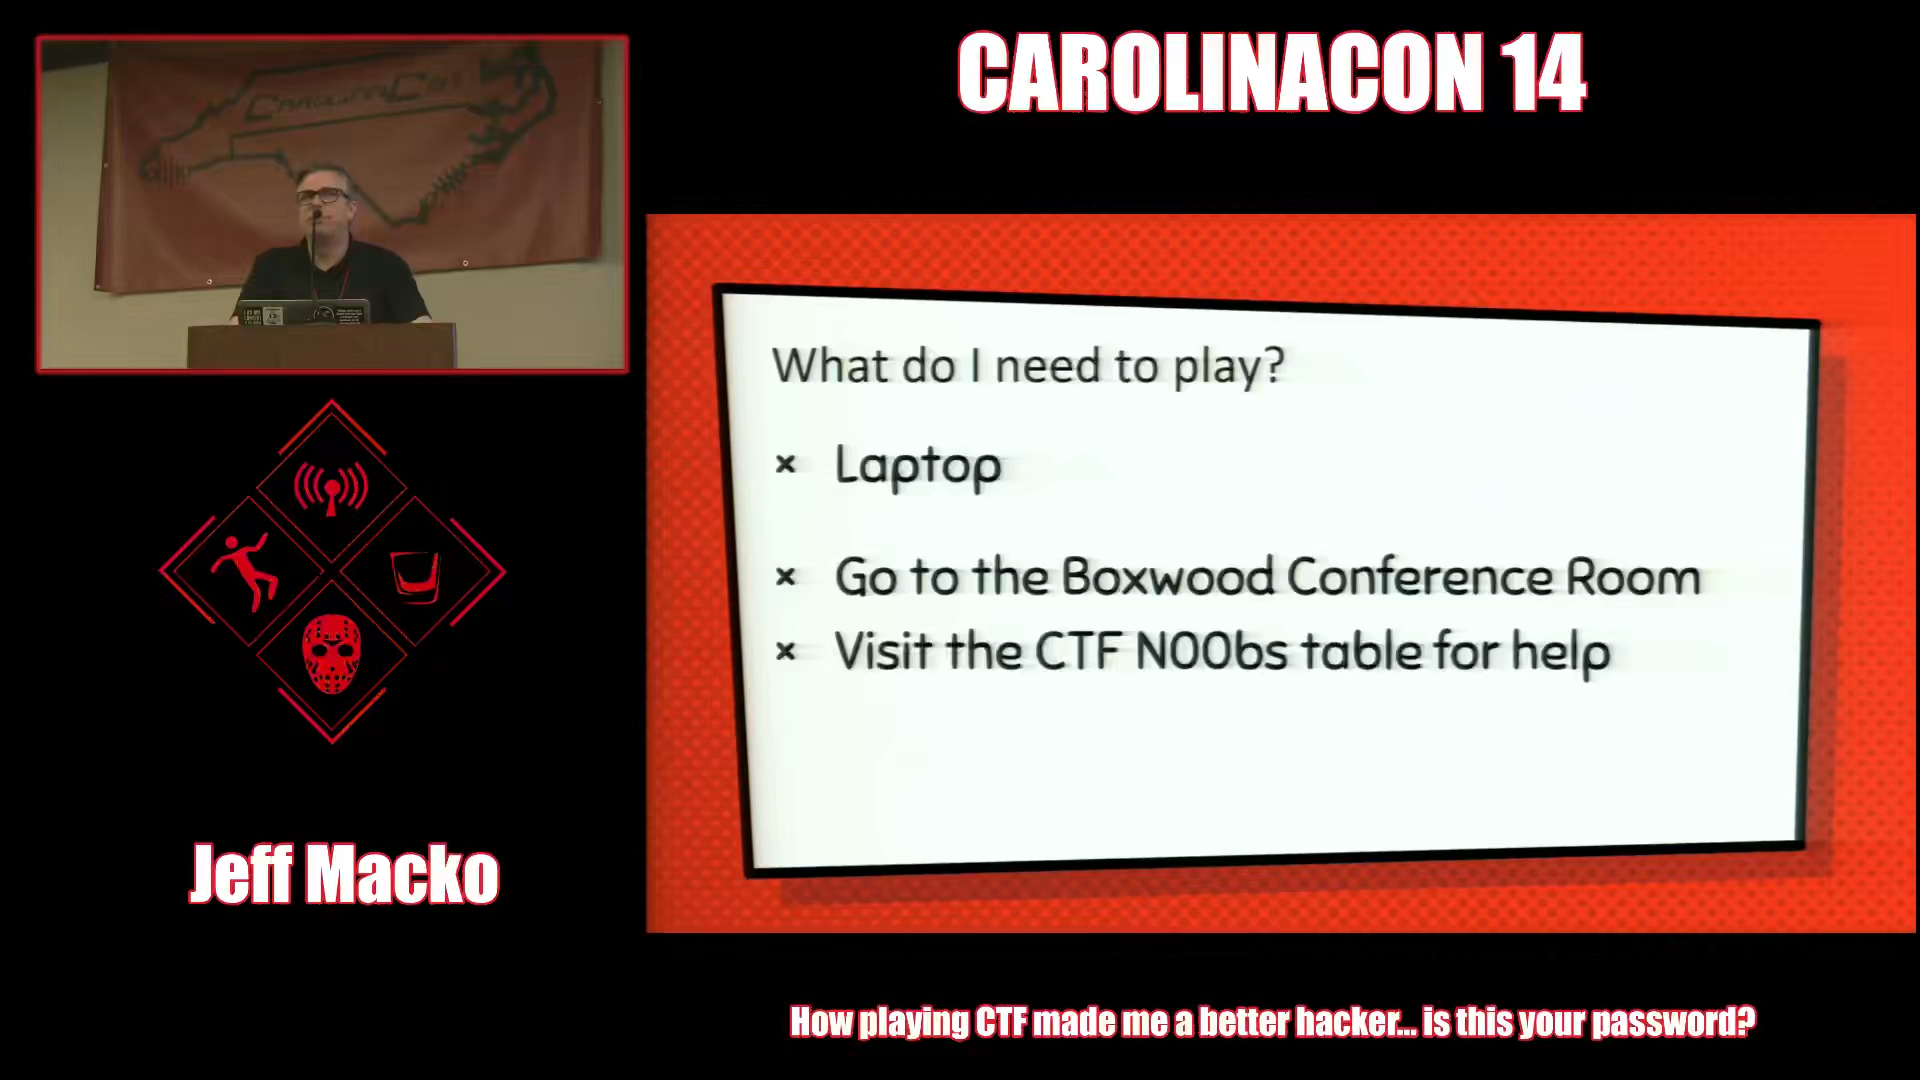 CAROLINACON 14
CAROLINACON
What do I need to play?
× Laptop
× Go to the Boxwood Conference Room
× Visit the CTF N00bs table for help
Jeff Macko
How playing CTF made me a better hacker... is this your password?